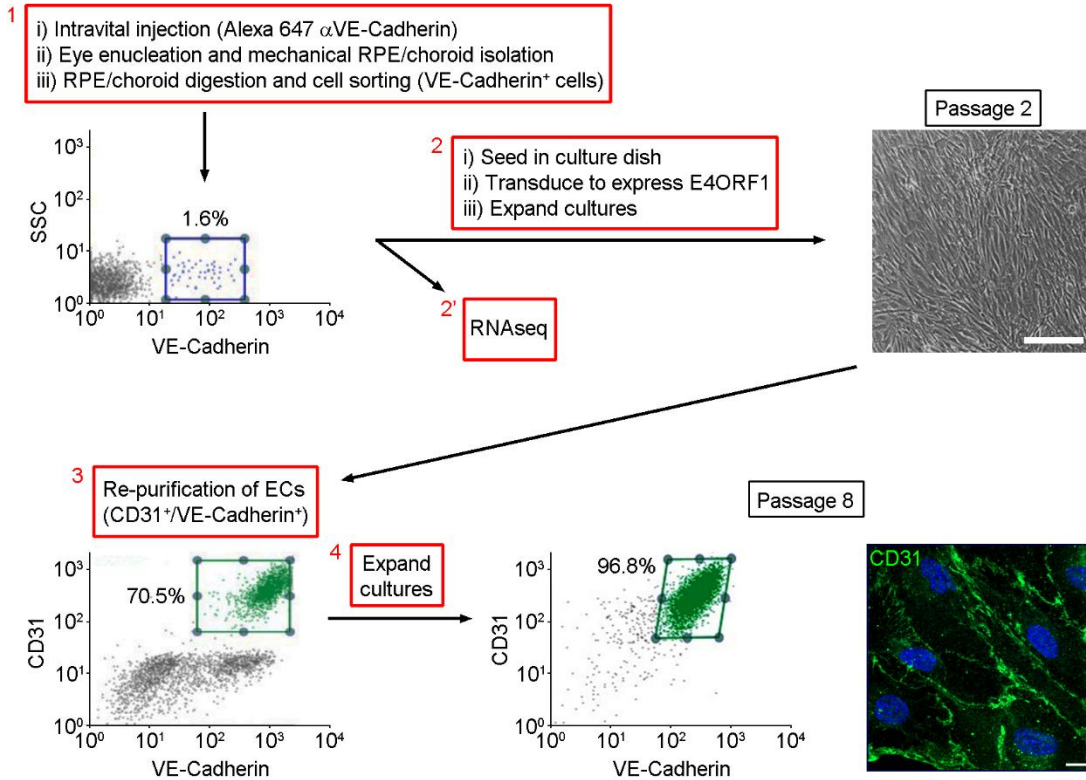 1
i) Intravital injection (Alexa 647 αVE-Cadherin)
ii) Eye enucleation and mechanical RPE/choroid isolation
iii) RPE/choroid digestion and cell sorting (VE-Cadherin⁺ cells)
Passage 2
2
i) Seed in culture dish
ii) Transduce to express E4ORF1
iii) Expand cultures
2'
RNAseq
1.6%
SSC
10³
10²
10¹
10⁰
10⁰ 10¹ 10² 10³ 10⁴
VE-Cadherin
3
Re-purification of ECs
(CD31⁺/VE-Cadherin⁺)
4
Expand
cultures
Passage 8
70.5%
CD31
10³
10²
10¹
10⁰
10⁰ 10¹ 10² 10³ 10⁴
VE-Cadherin
96.8%
CD31
10³
10²
10¹
10⁰
10⁰ 10¹ 10² 10³ 10⁴
VE-Cadherin
CD31